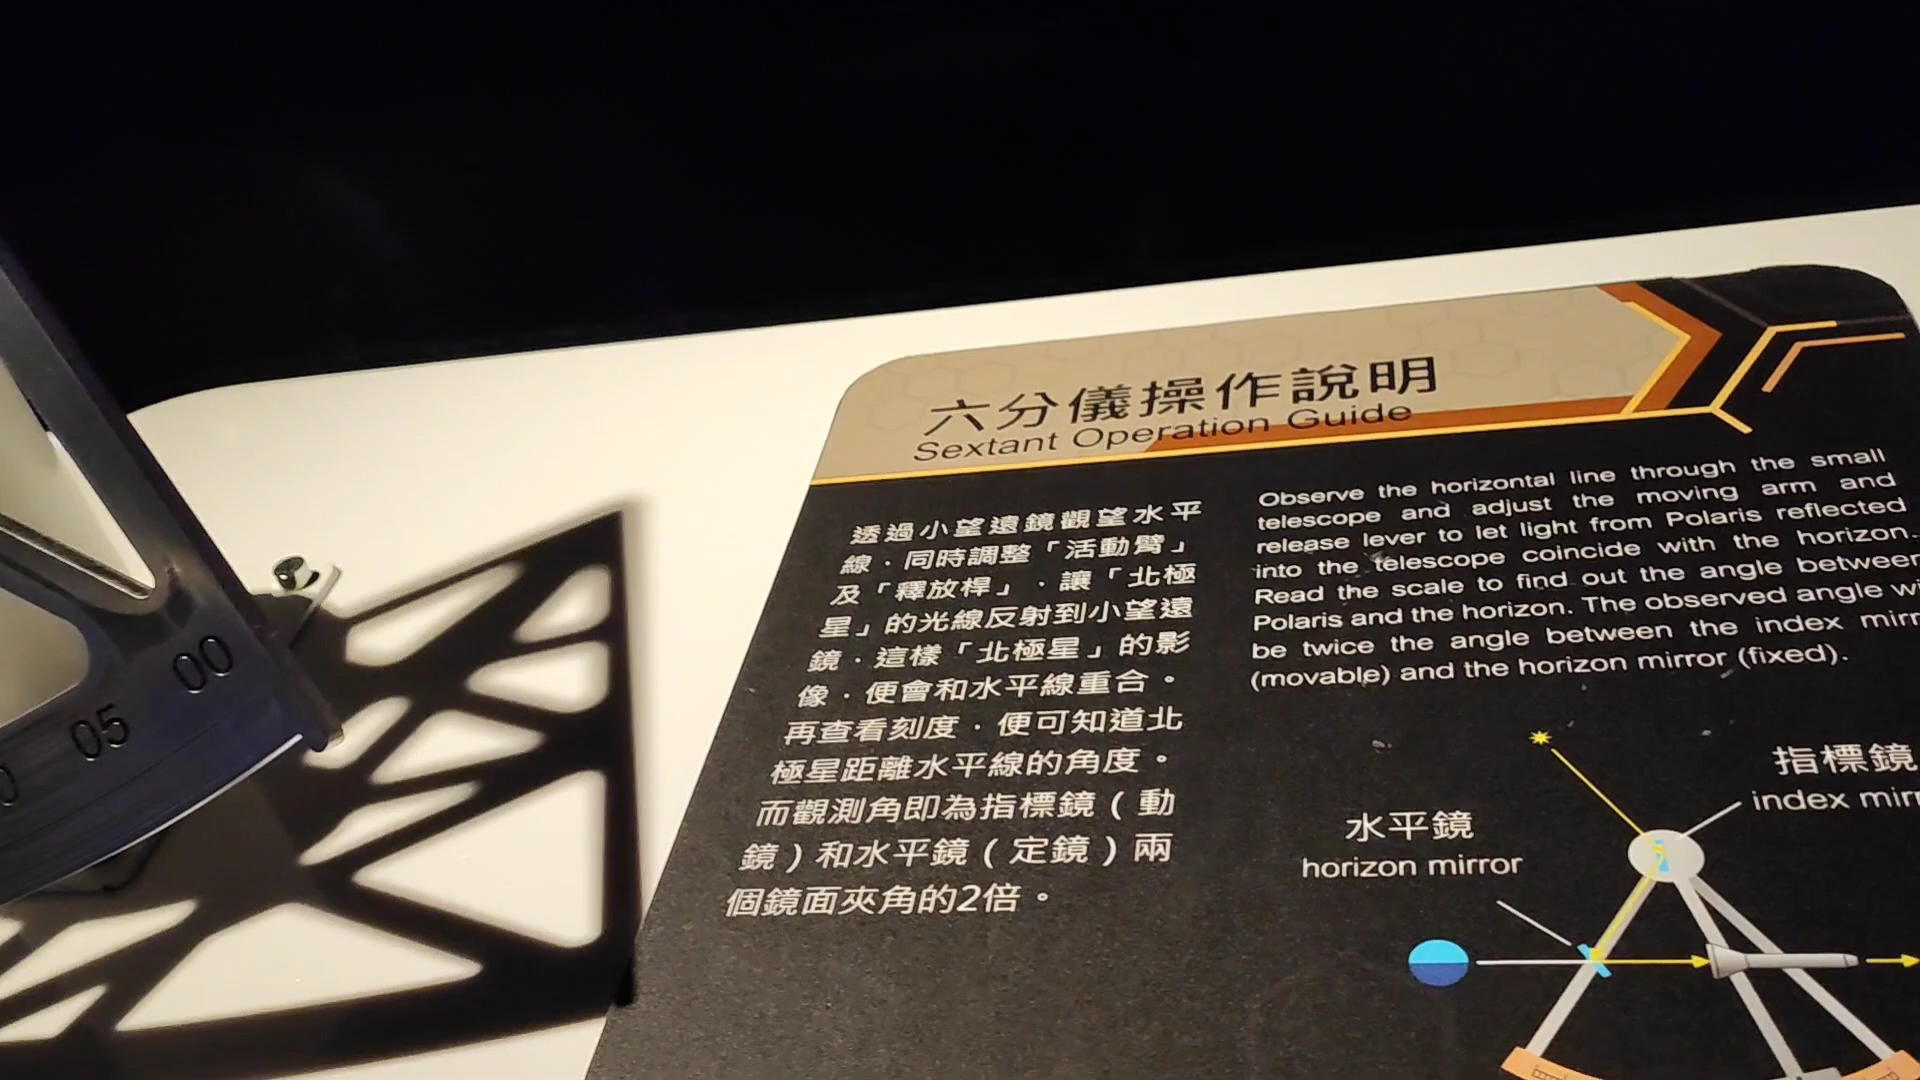 六分儀操作說明
Sextant Operation Guide
透過小望遠鏡觀望水平
線．同時調整「活動臂」
及「釋放桿」．讓「北極
星」的光線反射到小望遠
鏡．這樣「北極星」的影
像．便會和水平線重合。
再查看刻度．便可知道北
極星距離水平線的角度。
而觀測角即為指標鏡(動
鏡)和水平鏡(定鏡)兩
個鏡面夾角的2倍。
Observe the horizontal line through the small
telescope and adjust the moving arm and
release lever to let light from Polaris reflected
into the telescope coincide with the horizon.
Read the scale to find out the angle between
Polaris and the horizon. The observed angle
be twice the angle between the index
(movable) and the horizon mirror (fixed).
指標鏡
index
水平鏡
horizon mirror
00
05